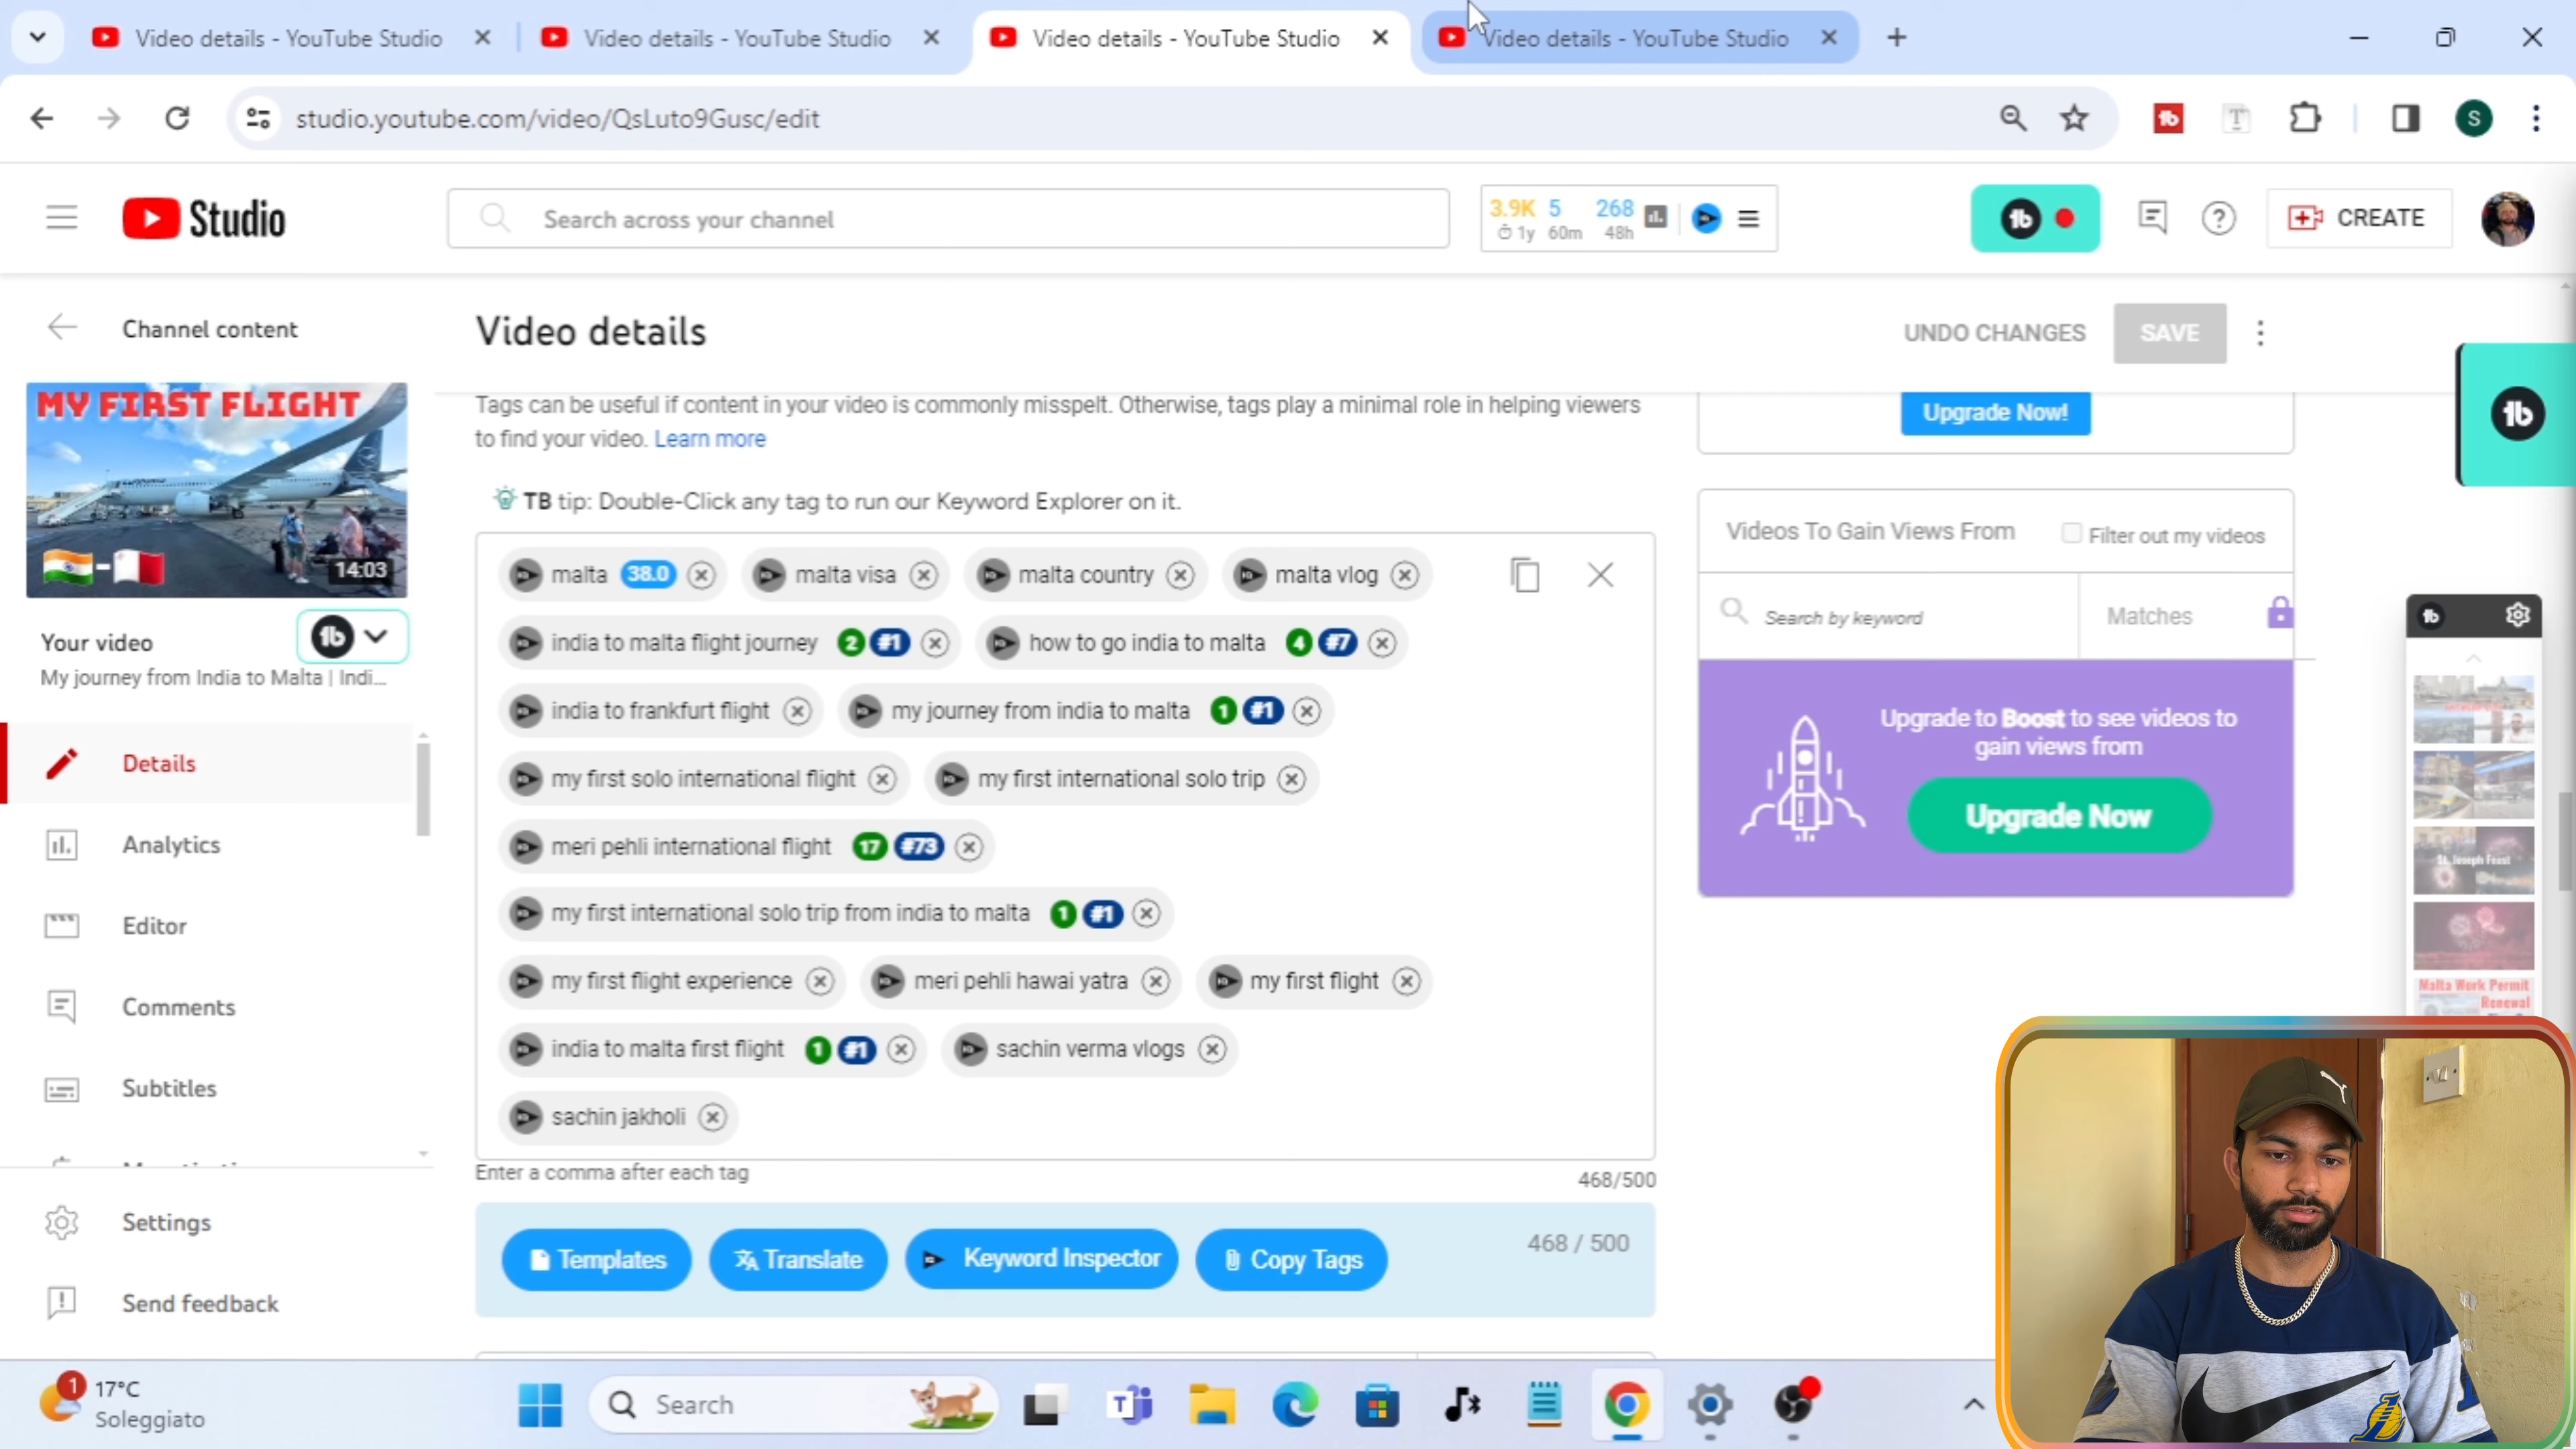 Video details - YouTube Studio
Video details - YouTube Studio
Video details - YouTube Studio
Video details - YouTube Studio
studio.youtube.com/video/QsLuto9Gusc/edit
S
Studio
Search across your channel
3.9K 5 268
1y 60m 48h
CREATE
Channel content
Video details
UNDO CHANGES
SAVE
MY FIRST FLIGHT
14:03
Your video
My journey from India to Malta | Indi...
Details
Analytics
Editor
Comments
Subtitles
Settings
Send feedback
Tags can be useful if content in your video is commonly misspelt. Otherwise, tags play a minimal role in helping viewers
to find your video. Learn more
TB tip: Double-Click any tag to run our Keyword Explorer on it.
malta 38.0 malta visa malta country malta vlog
india to malta flight journey 2 #1 how to go india to malta 4 #7
india to frankfurt flight my journey from india to malta 1 #1
my first solo international flight my first international solo trip
meri pehli international flight 17 #73
my first international solo trip from india to malta 1 #1
my first flight experience meri pehli hawai yatra my first flight
india to malta first flight 1 #1 sachin verma vlogs
sachin jakholi
Enter a comma after each tag
468/500
Templates Translate Keyword Inspector Copy Tags
468 / 500
Upgrade Now!
Videos To Gain Views From
Filter out my videos
Search by keyword
Matches
Upgrade to Boost to see videos to
gain views from
Upgrade Now
St. Joseph Feast
Malta Work Permit
Renewal
1
17°C
Soleggiato
Search